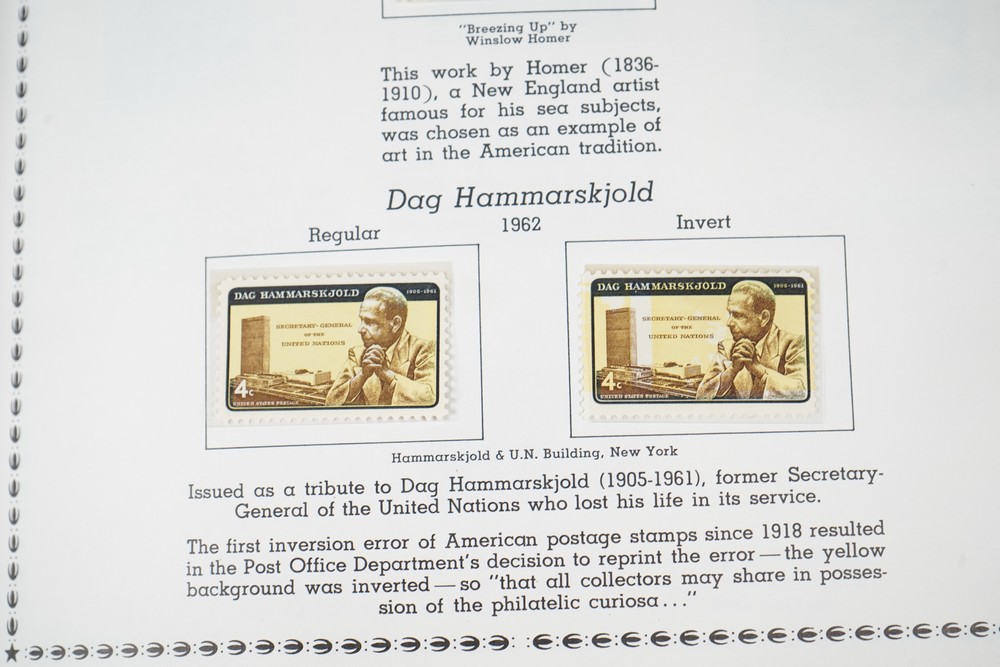 "Breezing Up" by
Winslow Homer
This work by Homer (1836-
1910), a New England artist
famous for his sea subjects,
was chosen as an example of
art in the American tradition.
Dag Hammarskjold
1962
Regular
Invert
DAG HAMMARSKJOLD 1905-1961
SECRETARY-GENERAL
OF THE
UNITED NATIONS
4c
UNITED STATES POSTAGE
DAG HAMMARSKJOLD 1905-1961
SECRETARY-GENERAL
OF THE
UNITED NATIONS
4c
UNITED STATES POSTAGE
Hammarskjold & U.N. Building, New York
Issued as a tribute to Dag Hammarskjold (1905-1961), former Secretary-
General of the United Nations who lost his life in its service.
The first inversion error of American postage stamps since 1918 resulted
in the Post Office Department's decision to reprint the error—the yellow
background was inverted—so "that all collectors may share in posses-
sion of the philatelic curiosa..."